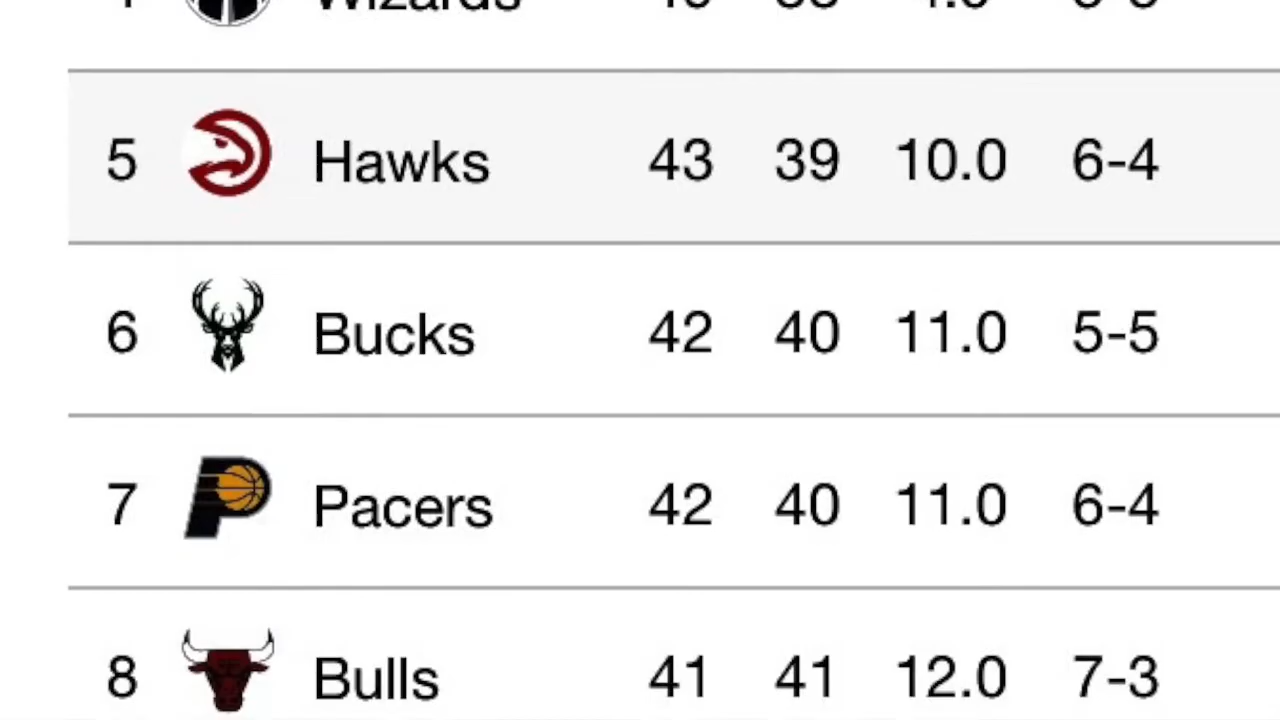 Wizards
5 Hawks 43 39 10.0 6-4
6 Bucks 42 40 11.0 5-5
7 Pacers 42 40 11.0 6-4
8 Bulls 41 41 12.0 7-3